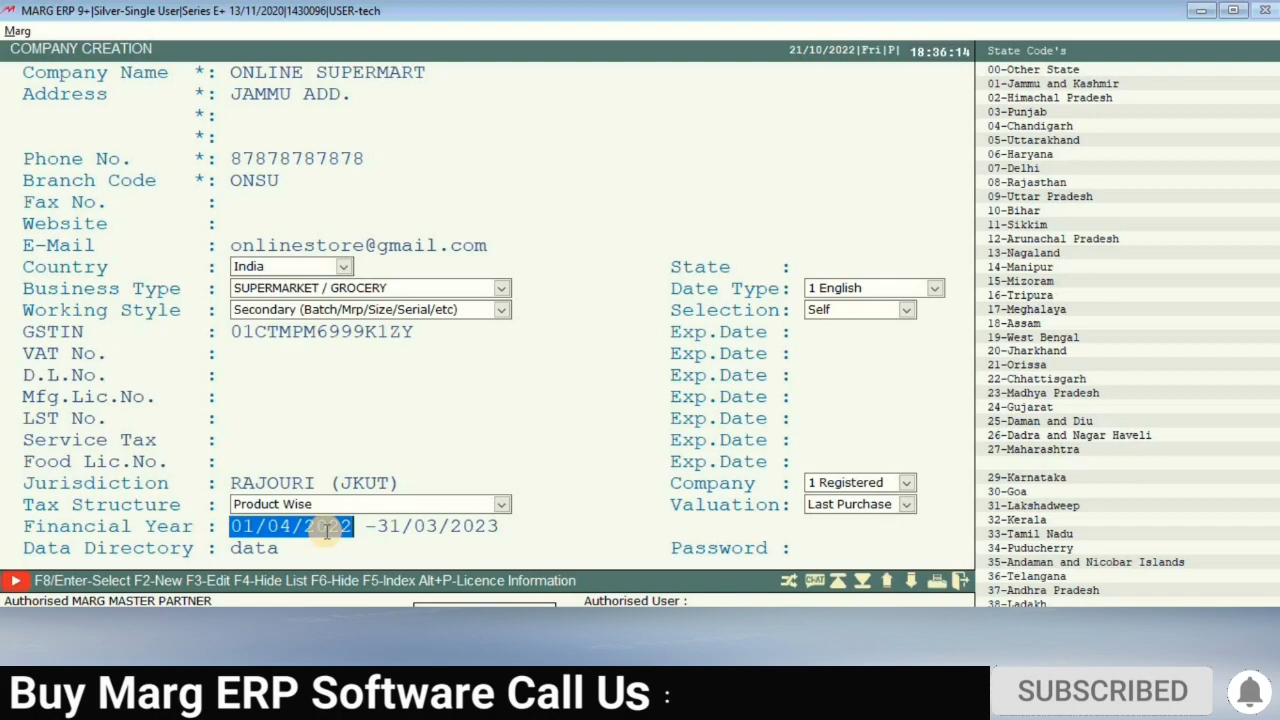 MARG ERP 9+|Silver-Single User|Series E+ 13/11/2020|1430096|USER-tech
Marg
COMPANY CREATION 21/10/2022|Fri|P| 18:36:14
Company Name *: ONLINE SUPERMART
Address *: JAMMU ADD.
*:
*:
Phone No. *: 87878787878
Branch Code *: ONSU
Fax No. :
Website :
E-Mail : onlinestore@gmail.com
Country : India State :
Business Type : SUPERMARKET / GROCERY Date Type: 1 English
Working Style : Secondary (Batch/Mrp/Size/Serial/etc) Selection: Self
GSTIN : 01CTMPM6999K1ZY Exp.Date :
VAT No. : Exp.Date :
D.L.No. : Exp.Date :
Mfg.Lic.No. : Exp.Date :
LST No. : Exp.Date :
Service Tax : Exp.Date :
Food Lic.No. : Exp.Date :
Jurisdiction : RAJOURI (JKUT) Company : 1 Registered
Tax Structure : Product Wise Valuation: Last Purchase
Financial Year : 01/04/2022 -31/03/2023
Data Directory : data Password :
F8/Enter-Select F2-New F3-Edit F4-Hide List F6-Hide F5-Index Alt+P-Licence Information CHAT
Authorised MARG MASTER PARTNER Authorised User :
State Code's
00-Other State
01-Jammu and Kashmir
02-Himachal Pradesh
03-Punjab
04-Chandigarh
05-Uttarakhand
06-Haryana
07-Delhi
08-Rajasthan
09-Uttar Pradesh
10-Bihar
11-Sikkim
12-Arunachal Pradesh
13-Nagaland
14-Manipur
15-Mizoram
16-Tripura
17-Meghalaya
18-Assam
19-West Bengal
20-Jharkhand
21-Orissa
22-Chhattisgarh
23-Madhya Pradesh
24-Gujarat
25-Daman and Diu
26-Dadra and Nagar Haveli
27-Maharashtra
29-Karnataka
30-Goa
31-Lakshadweep
32-Kerala
33-Tamil Nadu
34-Puducherry
35-Andaman and Nicobar Islands
36-Telangana
37-Andhra Pradesh
38-Ladakh
Buy Marg ERP Software Call Us :
SUBSCRIBED